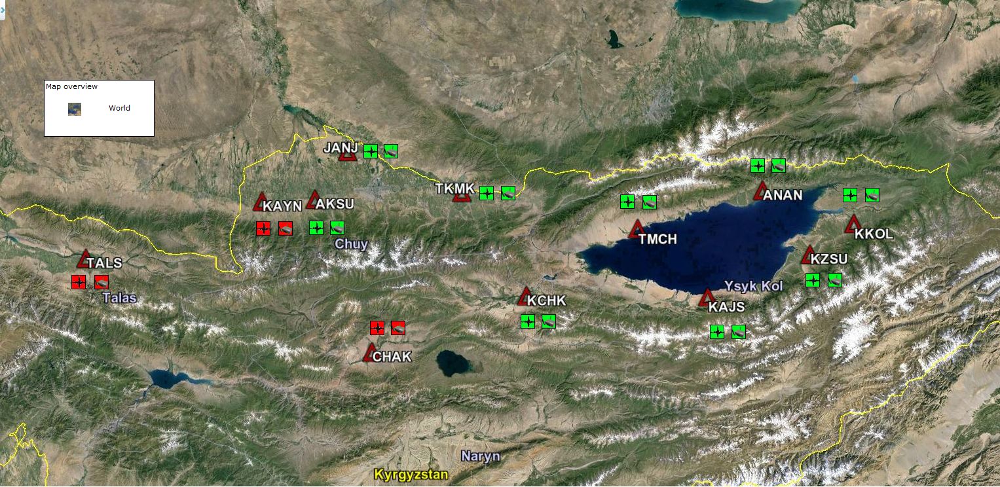 Map overview
World
JANJ
TKMK
KAYN
AKSU
ANAN
Chuy
TMCH
KKOL
TALS
KZSU
Talas
Ysyk Kol
KCHK
KAJS
CHAK
Naryn
Kyrgyzstan